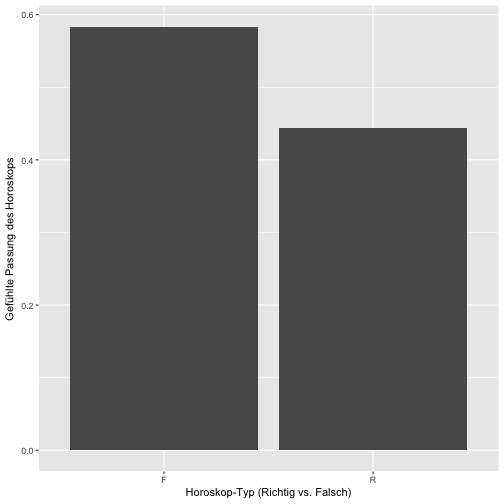 Gefühlte Passung des Horoskops
0.6
0.4
0.2
0.0
F
R
Horoskop-Typ (Richtig vs. Falsch)